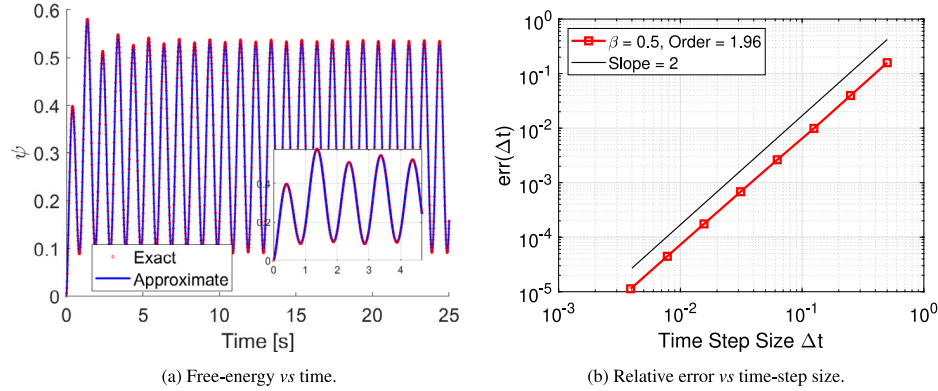 0.6
0.5
0.4
0.3
0.2
0.1
0
ψ
0.4
0.2
0
0 1 2 3 4
Exact
Approximate
0 5 10 15 20 25
Time [s]
(a) Free-energy vs time.
10^0
10^-1
10^-2
10^-3
10^-4
10^-5
err(Δt)
β = 0.5, Order = 1.96
Slope = 2
10^-3 10^-2 10^-1 10^0
Time Step Size Δt
(b) Relative error vs time-step size.